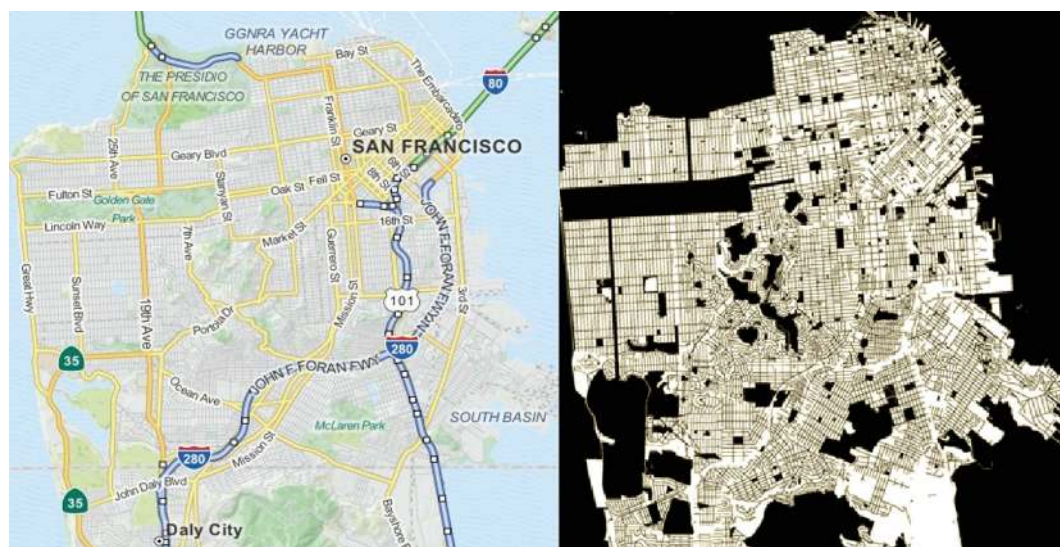 GGNRA YACHT
HARBOR
Bay St
The Embarcadero
THE PRESIDIO
OF SAN FRANCISCO
80
Franklin St
25th Ave
Geary St
Geary Blvd
SAN FRANCISCO
6th St
8th St
Fulton St
Stanyan St
Oak St
Fell St
Golden Gate
Park
Lincoln Way
16th St
7th Ave
Market St
Guerrero St
JOHN F FORAN FWY
Great Hwy
Sunset Blvd
19th Ave
Mission St
101
3rd St
Portola Dr
280
35
JOHN F FORAN FWY
Ocean Ave
SOUTH BASIN
McLaren Park
Mission St
280
John Daly Blvd
35
Daly City
Bayshore